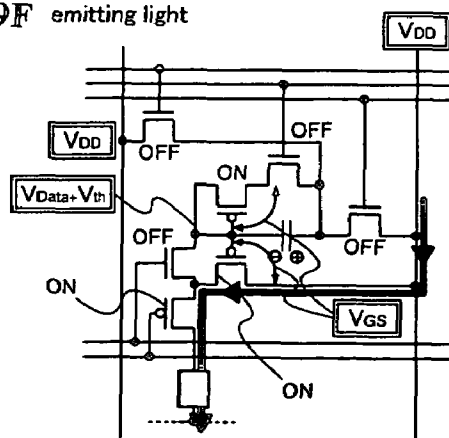 9F emitting light
VDD
VDD
OFF
OFF
ON
VData+Vth
OFF
OFF
ON
⊖ ⊕
VGS
ON